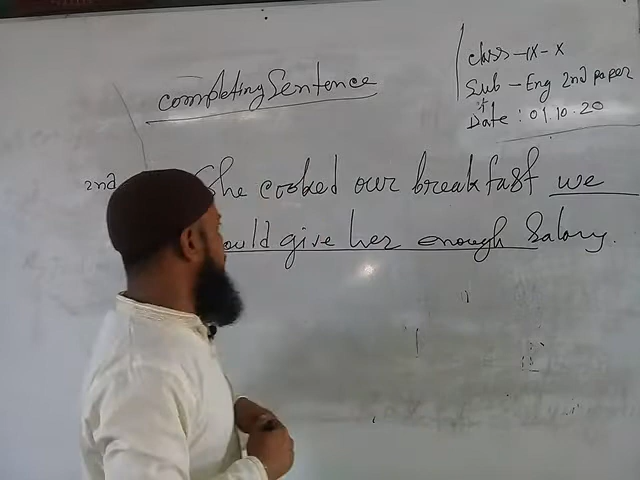 Completing Sentence
Class - IX - X
Sub - Eng 2nd paper
Date : 01.10.20
2nd She cooked our breakfast we
ould give her enough Salary.